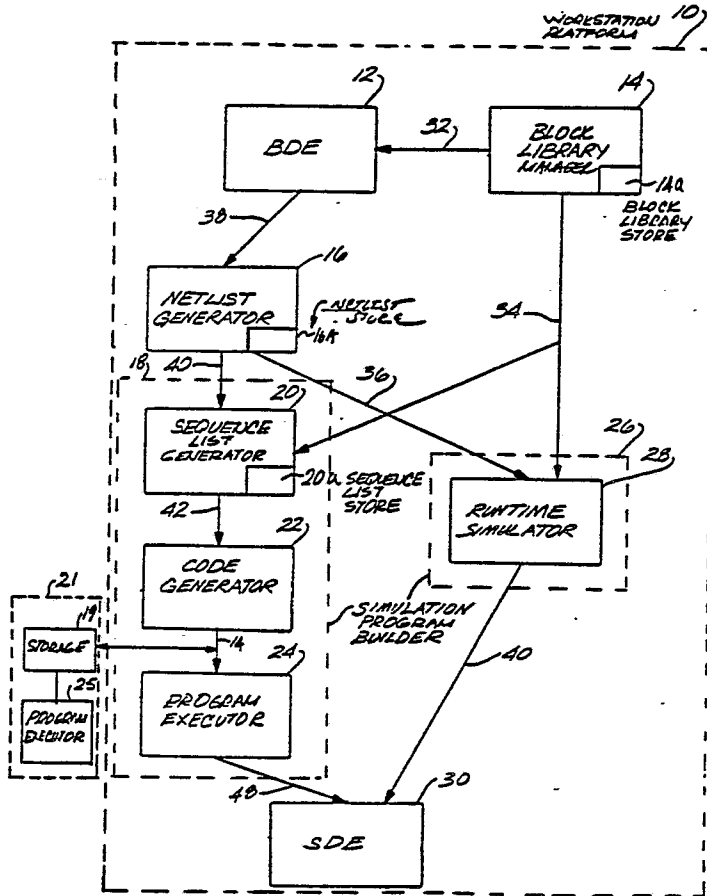 WORKSTATION
PLATFORM
10
12
14
BDE
32
BLOCK
LIBRARY
MANAGER
14a
BLOCK
LIBRARY
STORE
38
16
NETLIST
GENERATOR
NETLIST
STORE
16a
34
18
40
36
20
SEQUENCE
LIST
GENERATOR
20a SEQUENCE
LIST
STORE
26
28
RUNTIME
SIMULATOR
42
22
CODE
GENERATOR
21
19
STORAGE
14
SIMULATION
PROGRAM
BUILDER
24
40
25
PROGRAM
EXECUTOR
PROGRAM
EXECUTOR
48
30
SDE